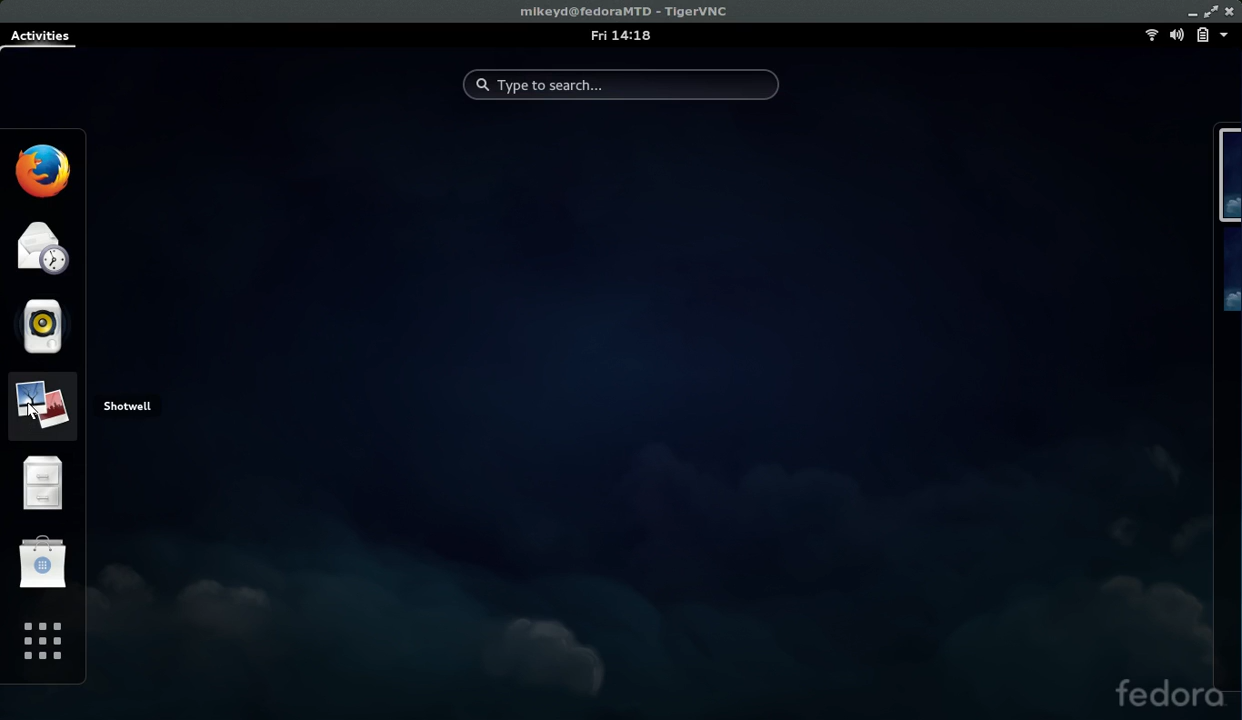 mikeyd@fedoraMTD - TigerVNC
Activities
Fri 14:18
Type to search...
Shotwell
fedora